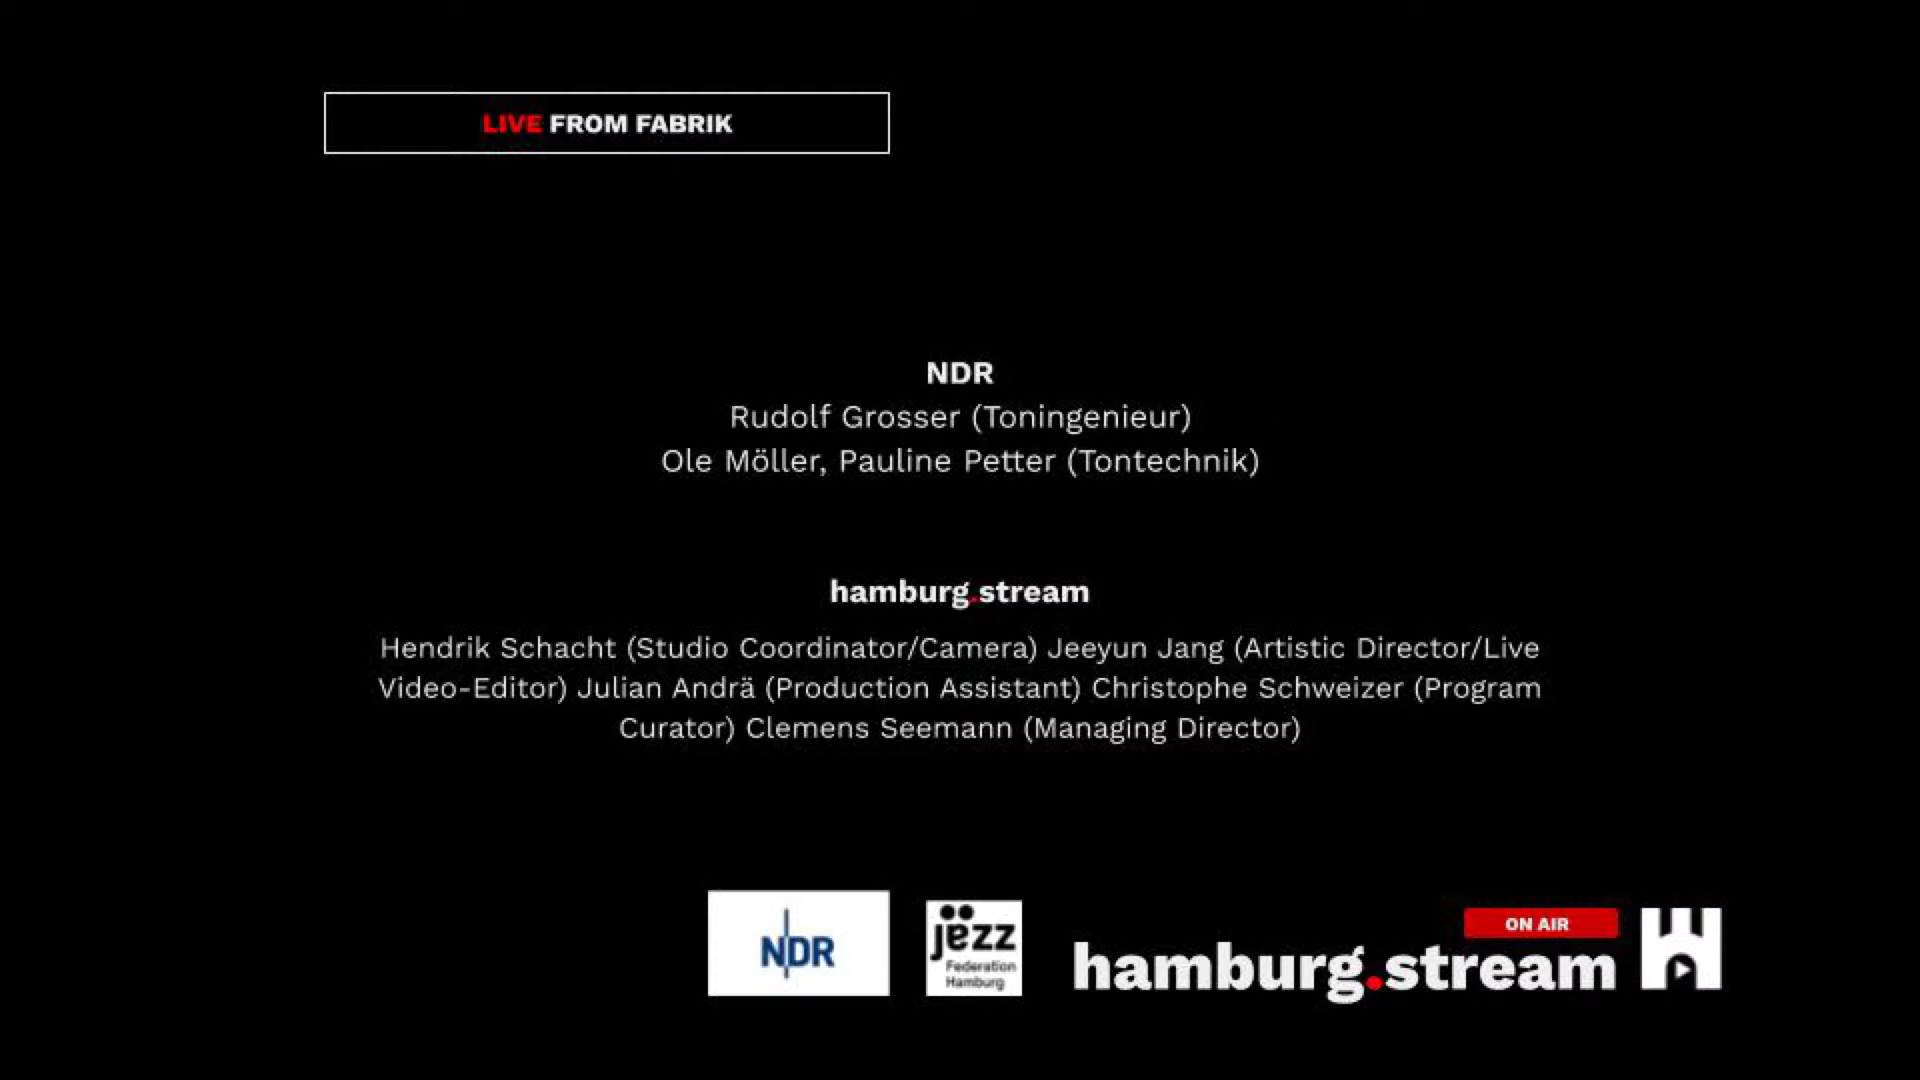 LIVE FROM FABRIK
NDR
Rudolf Grosser (Toningenieur)
Ole Möller, Pauline Petter (Tontechnik)
hamburg.stream
Hendrik Schacht (Studio Coordinator/Camera) Jeeyun Jang (Artistic Director/Live
Video-Editor) Julian Andrä (Production Assistant) Christophe Schweizer (Program
Curator) Clemens Seemann (Managing Director)
NDR
jazz
Federation
Hamburg
ON AIR
hamburg.stream